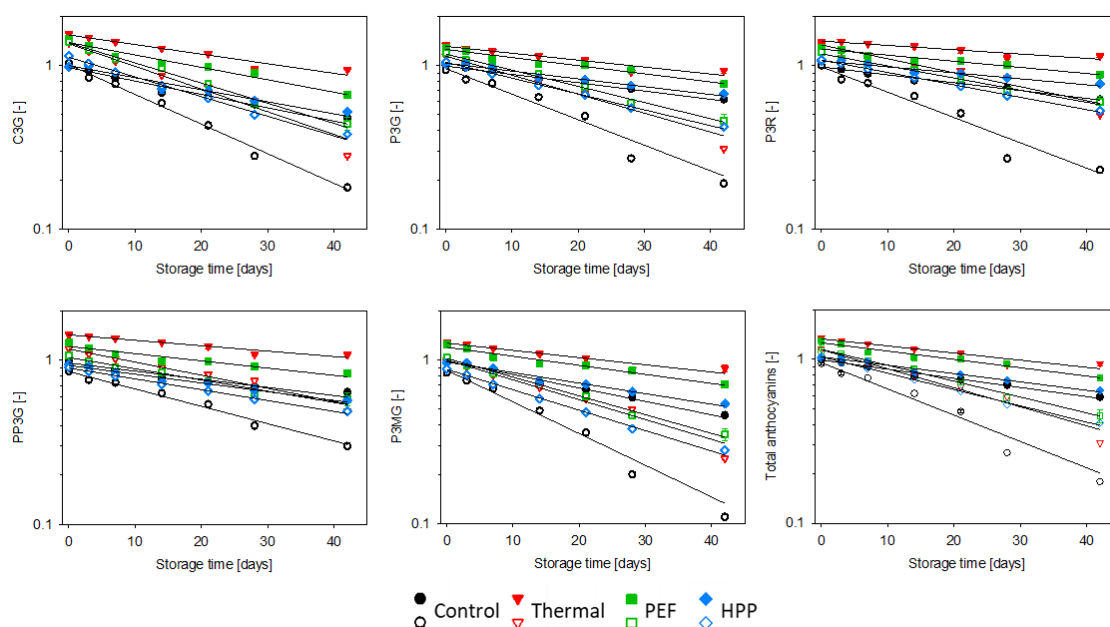 C3G [-]
1
0.1
0 10 20 30 40
Storage time [days]
P3G [-]
1
0.1
0 10 20 30 40
Storage time [days]
P3R [-]
1
0.1
0 10 20 30 40
Storage time [days]
PP3G [-]
1
0.1
0 10 20 30 40
Storage time [days]
P3MG [-]
1
0.1
0 10 20 30 40
Storage time [days]
Total anthocyanins [-]
1
0.1
0 10 20 30 40
Storage time [days]
Control Thermal PEF HPP